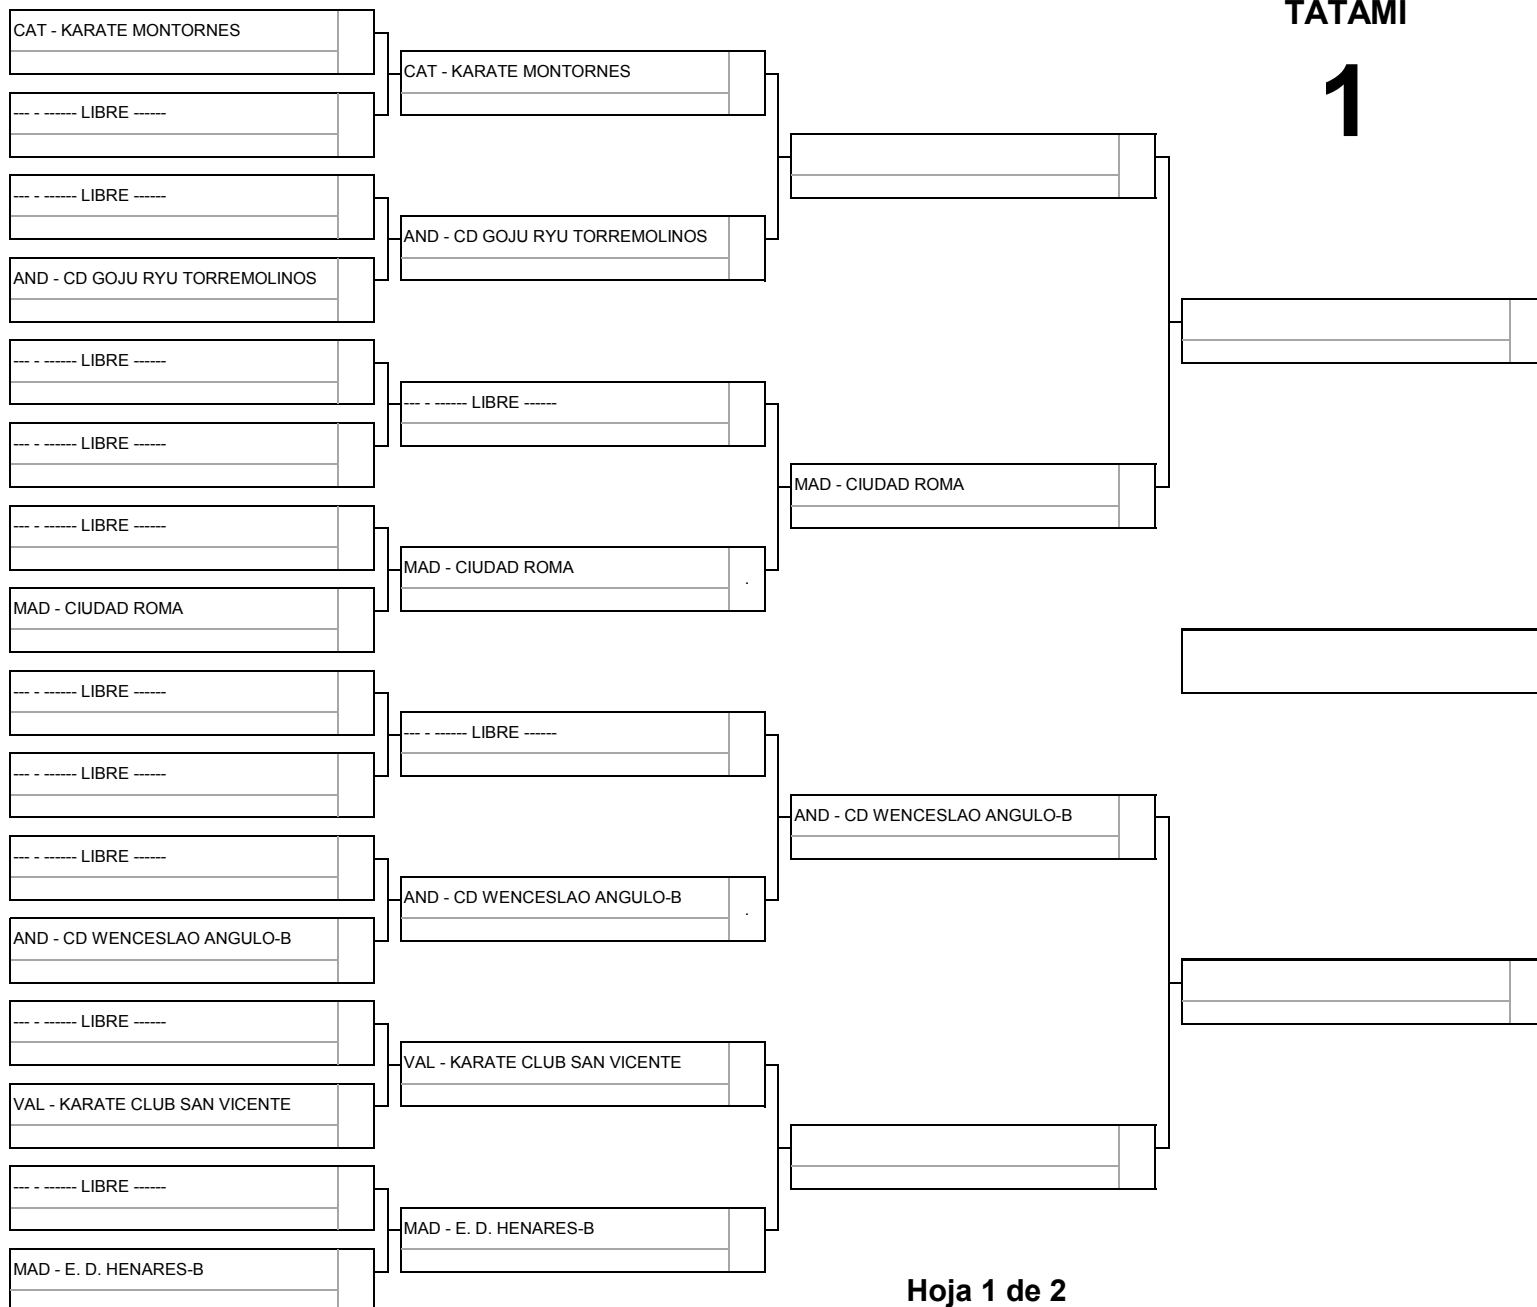 TATAMI
1
CAT - KARATE MONTORNES
--- - ------ LIBRE ------
--- - ------ LIBRE ------
AND - CD GOJU RYU TORREMOLINOS
--- - ------ LIBRE ------
--- - ------ LIBRE ------
--- - ------ LIBRE ------
MAD - CIUDAD ROMA
--- - ------ LIBRE ------
--- - ------ LIBRE ------
--- - ------ LIBRE ------
AND - CD WENCESLAO ANGULO-B
--- - ------ LIBRE ------
VAL - KARATE CLUB SAN VICENTE
--- - ------ LIBRE ------
MAD - E. D. HENARES-B
CAT - KARATE MONTORNES
AND - CD GOJU RYU TORREMOLINOS
--- - ------ LIBRE ------
MAD - CIUDAD ROMA .
--- - ------ LIBRE ------
AND - CD WENCESLAO ANGULO-B .
VAL - KARATE CLUB SAN VICENTE
MAD - E. D. HENARES-B
MAD - CIUDAD ROMA
AND - CD WENCESLAO ANGULO-B
Hoja 1 de 2